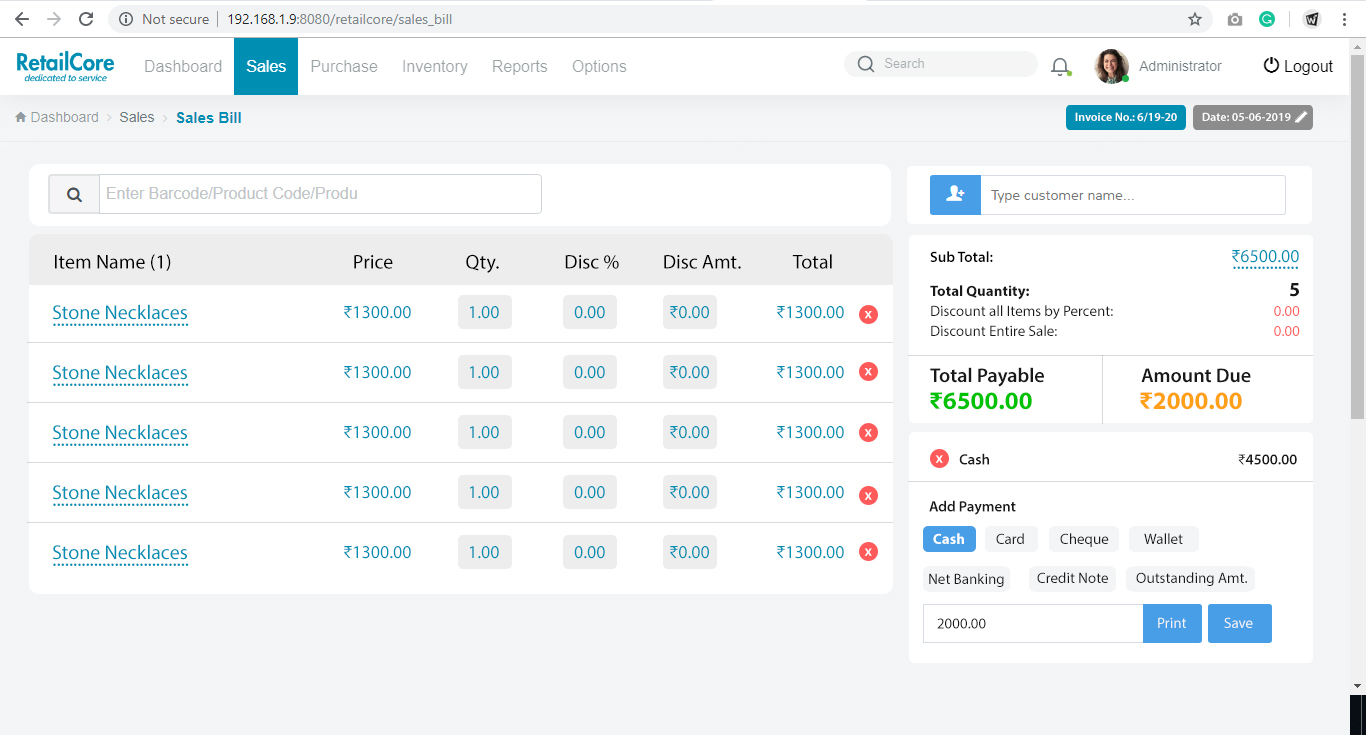 Not secure | 192.168.1.9:8080/retailcore/sales_bill
RetailCore
dedicated to service
Dashboard Sales Purchase Inventory Reports Options
Search
Administrator
Logout
Dashboard > Sales > Sales Bill
Invoice No.: 6/19-20
Date: 05-06-2019
Enter Barcode/Product Code/Produ
Type customer name...
Item Name (1) Price Qty. Disc % Disc Amt. Total
Stone Necklaces ₹1300.00 1.00 0.00 ₹0.00 ₹1300.00 x
Stone Necklaces ₹1300.00 1.00 0.00 ₹0.00 ₹1300.00 x
Stone Necklaces ₹1300.00 1.00 0.00 ₹0.00 ₹1300.00 x
Stone Necklaces ₹1300.00 1.00 0.00 ₹0.00 ₹1300.00 x
Stone Necklaces ₹1300.00 1.00 0.00 ₹0.00 ₹1300.00 x
Sub Total: ₹6500.00
Total Quantity: 5
Discount all Items by Percent: 0.00
Discount Entire Sale: 0.00
Total Payable Amount Due
₹6500.00 ₹2000.00
x Cash ₹4500.00
Add Payment
Cash Card Cheque Wallet
Net Banking Credit Note Outstanding Amt.
2000.00 Print Save